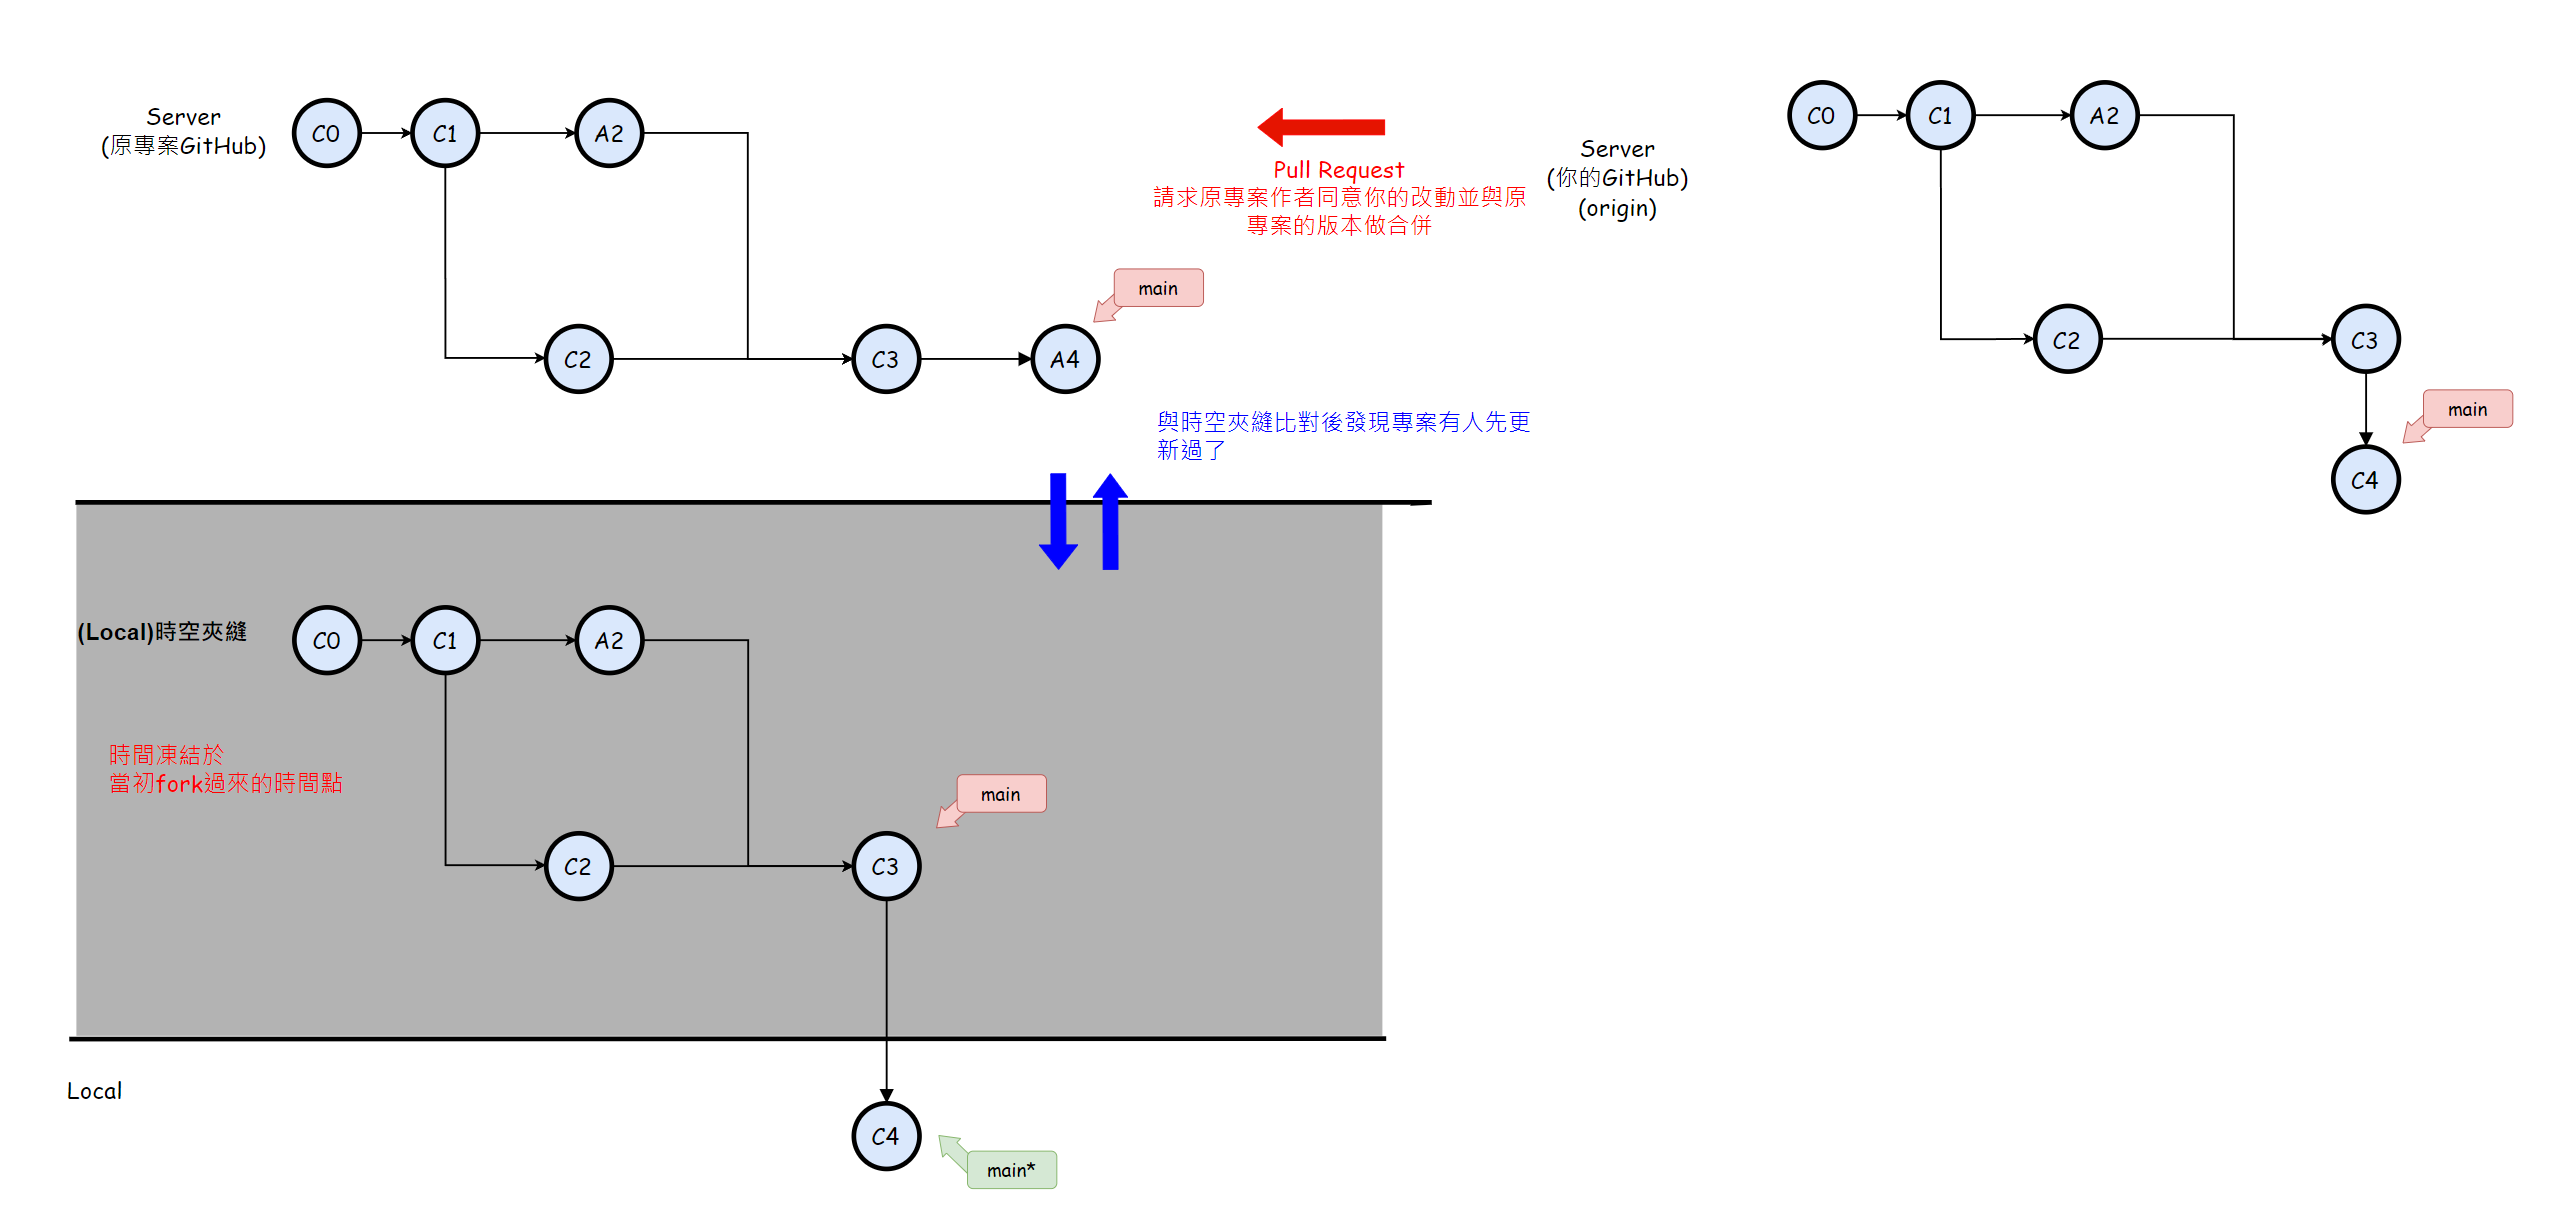 Server
(原專案GitHub)
C0
C1
A2
C2
C3
A4
main
Pull Request
請求原專案作者同意你的改動並與原
專案的版本做合併
Server
(你的GitHub)
(origin)
C0
C1
A2
C2
C3
main
C4
與時空夾縫比對後發現專案有人先更
新過了
(Local)時空夾縫
C0
C1
A2
時間凍結於
當初fork過來的時間點
main
C2
C3
Local
C4
main*